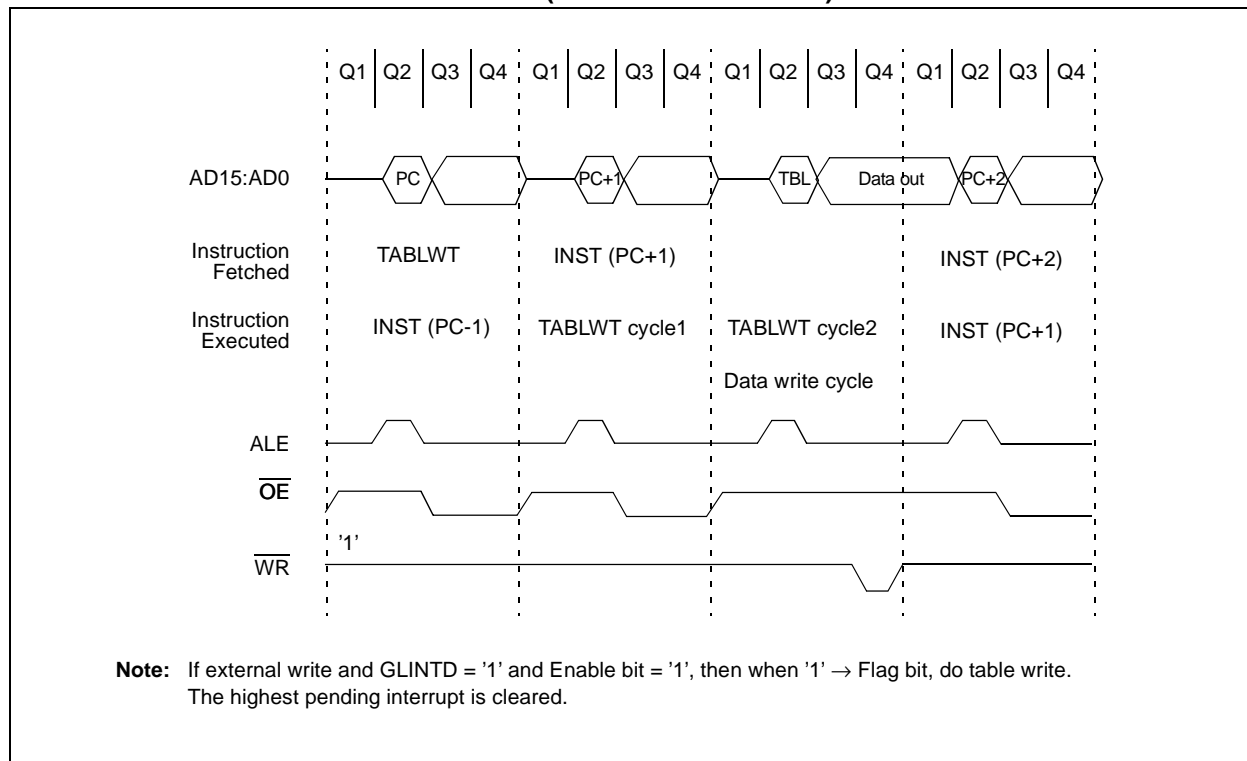 Q1 Q2 Q3 Q4 Q1 Q2 Q3 Q4 Q1 Q2 Q3 Q4 Q1 Q2 Q3 Q4
AD15:AD0 PC PC+1 TBL Data out PC+2
Instruction
Fetched
TABLWT INST (PC+1) INST (PC+2)
Instruction
Executed
INST (PC-1) TABLWT cycle1 TABLWT cycle2 INST (PC+1)
Data write cycle
ALE
OE
'1'
WR
Note: If external write and GLINTD = '1' and Enable bit = '1', then when '1' → Flag bit, do table write.
The highest pending interrupt is cleared.